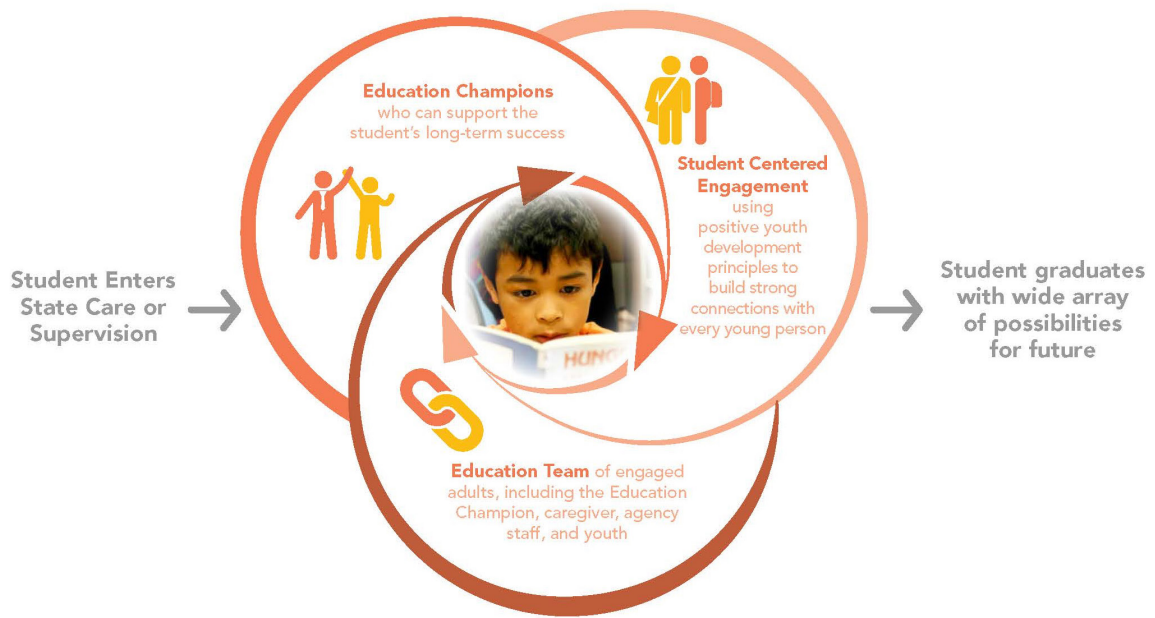 Student Enters
State Care or
Supervision
Education Champions
who can support the
student's long-term success
Student Centered
Engagement
using
positive youth
development
principles to
build strong
connections with
every young person
HUNG
Education Team of engaged
adults, including the Education
Champion, caregiver, agency
staff, and youth
Student graduates
with wide array
of possibilities
for future